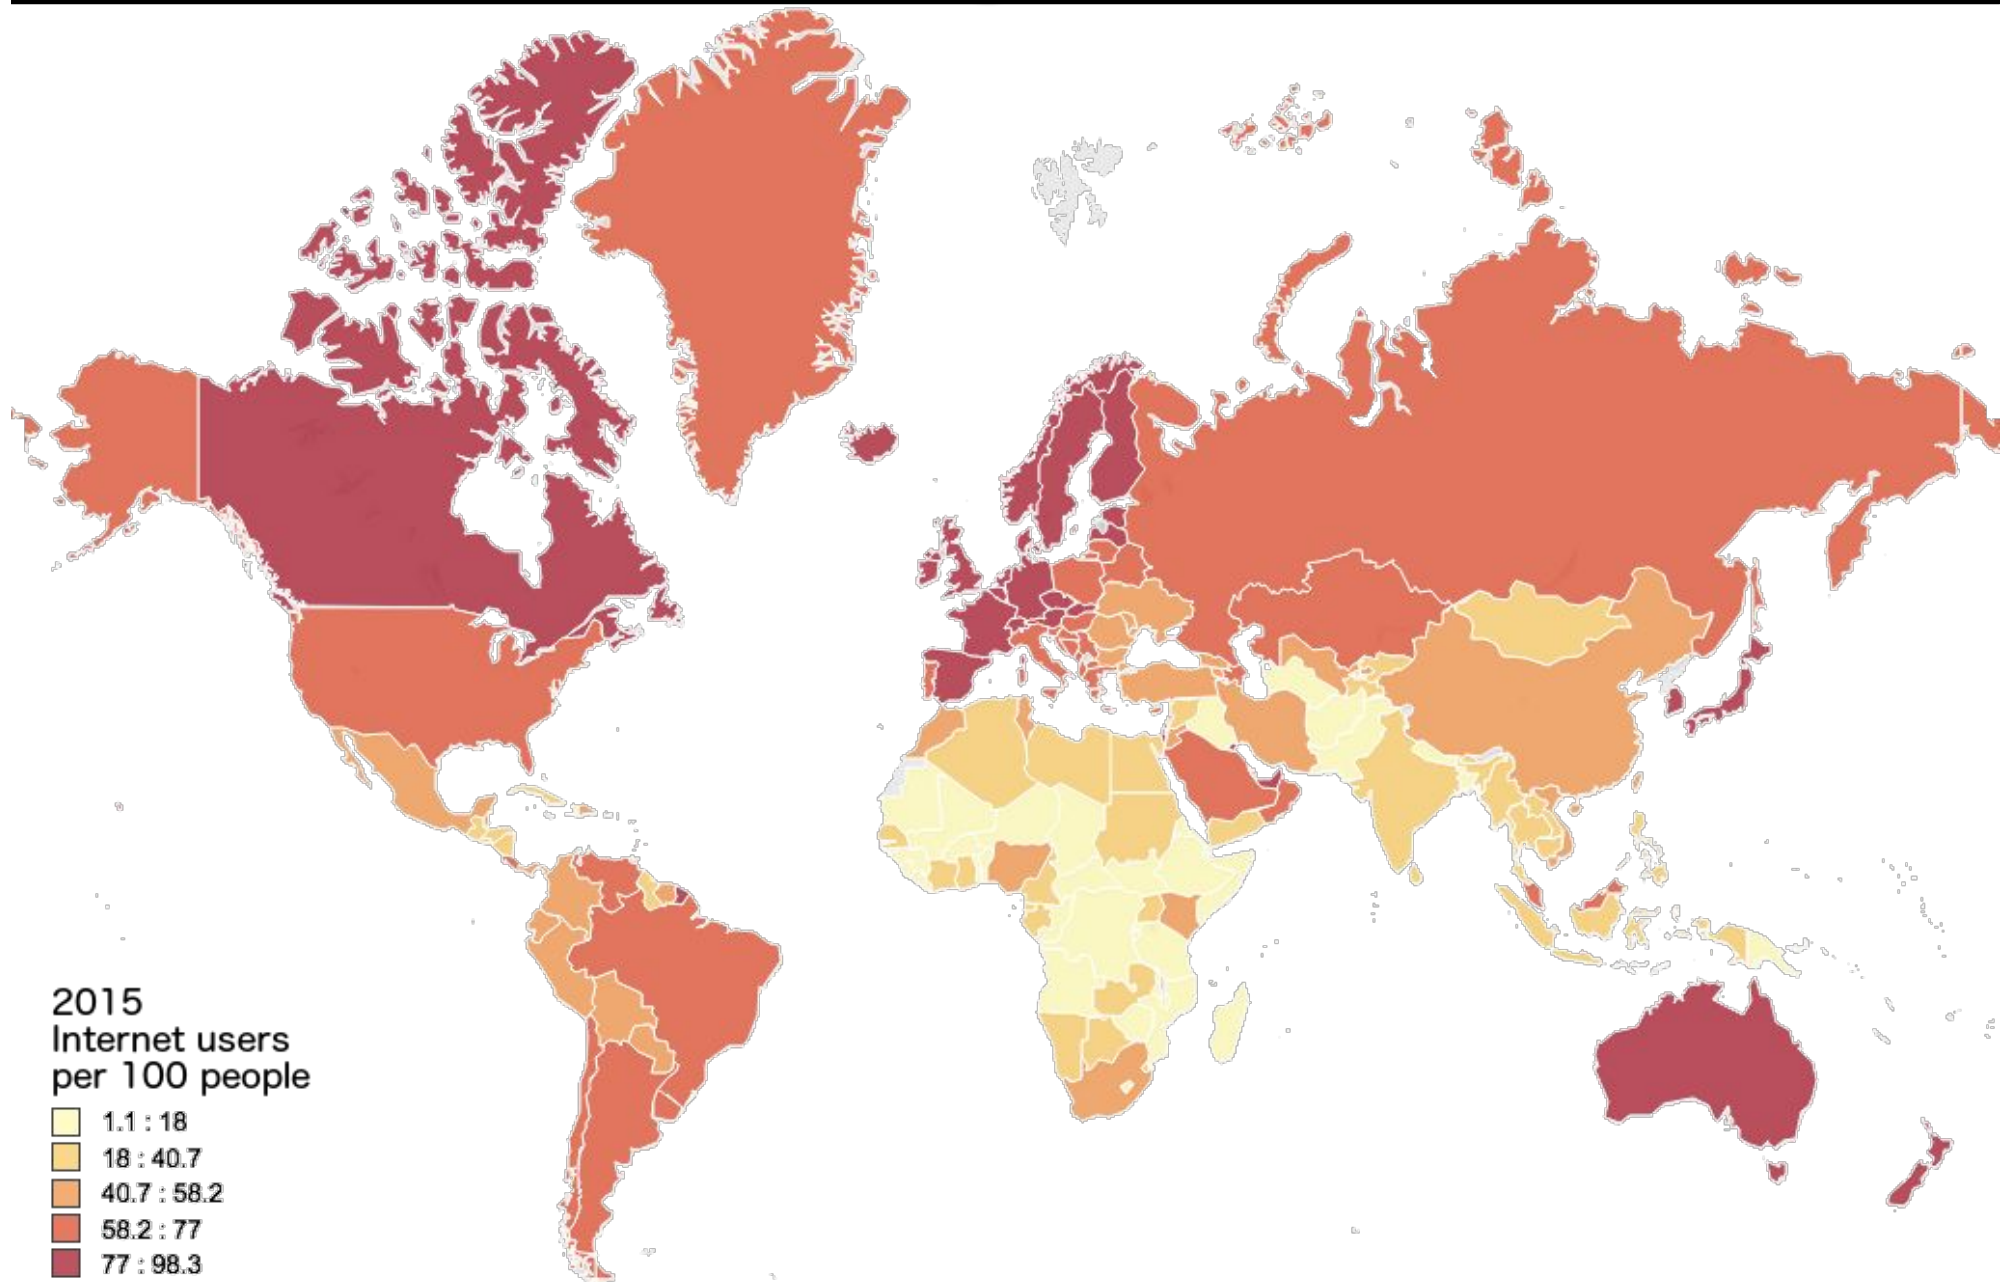 2015
Internet users
per 100 people
1.1 : 18
18 : 40.7
40.7 : 58.2
58.2 : 77
77 : 98.3